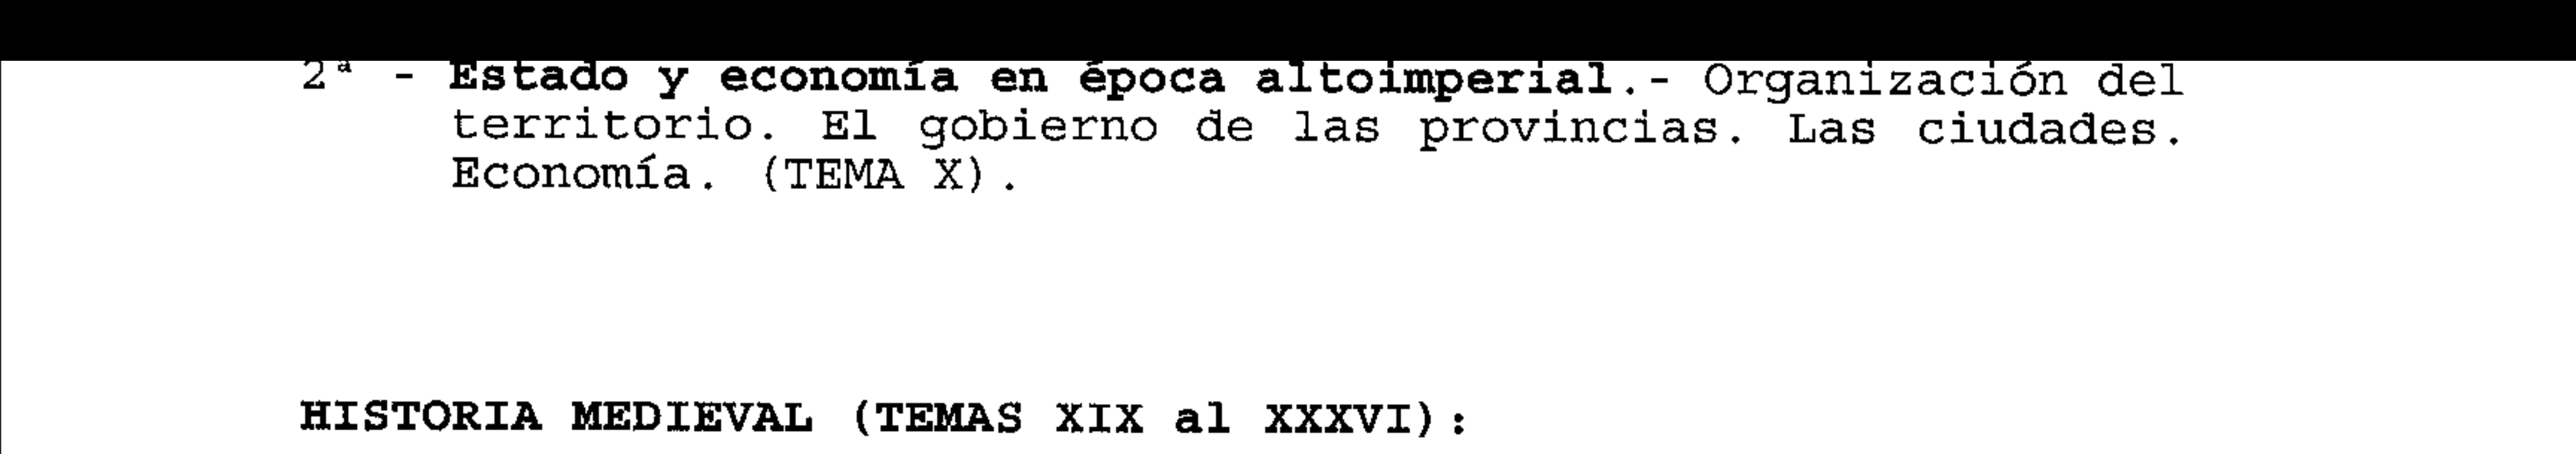 2ª - Estado y economía en época altoimperial.- Organización del
territorio. El gobierno de las provincias. Las ciudades.
Economía. (TEMA X).
HISTORIA MEDIEVAL (TEMAS XIX al XXXVI):